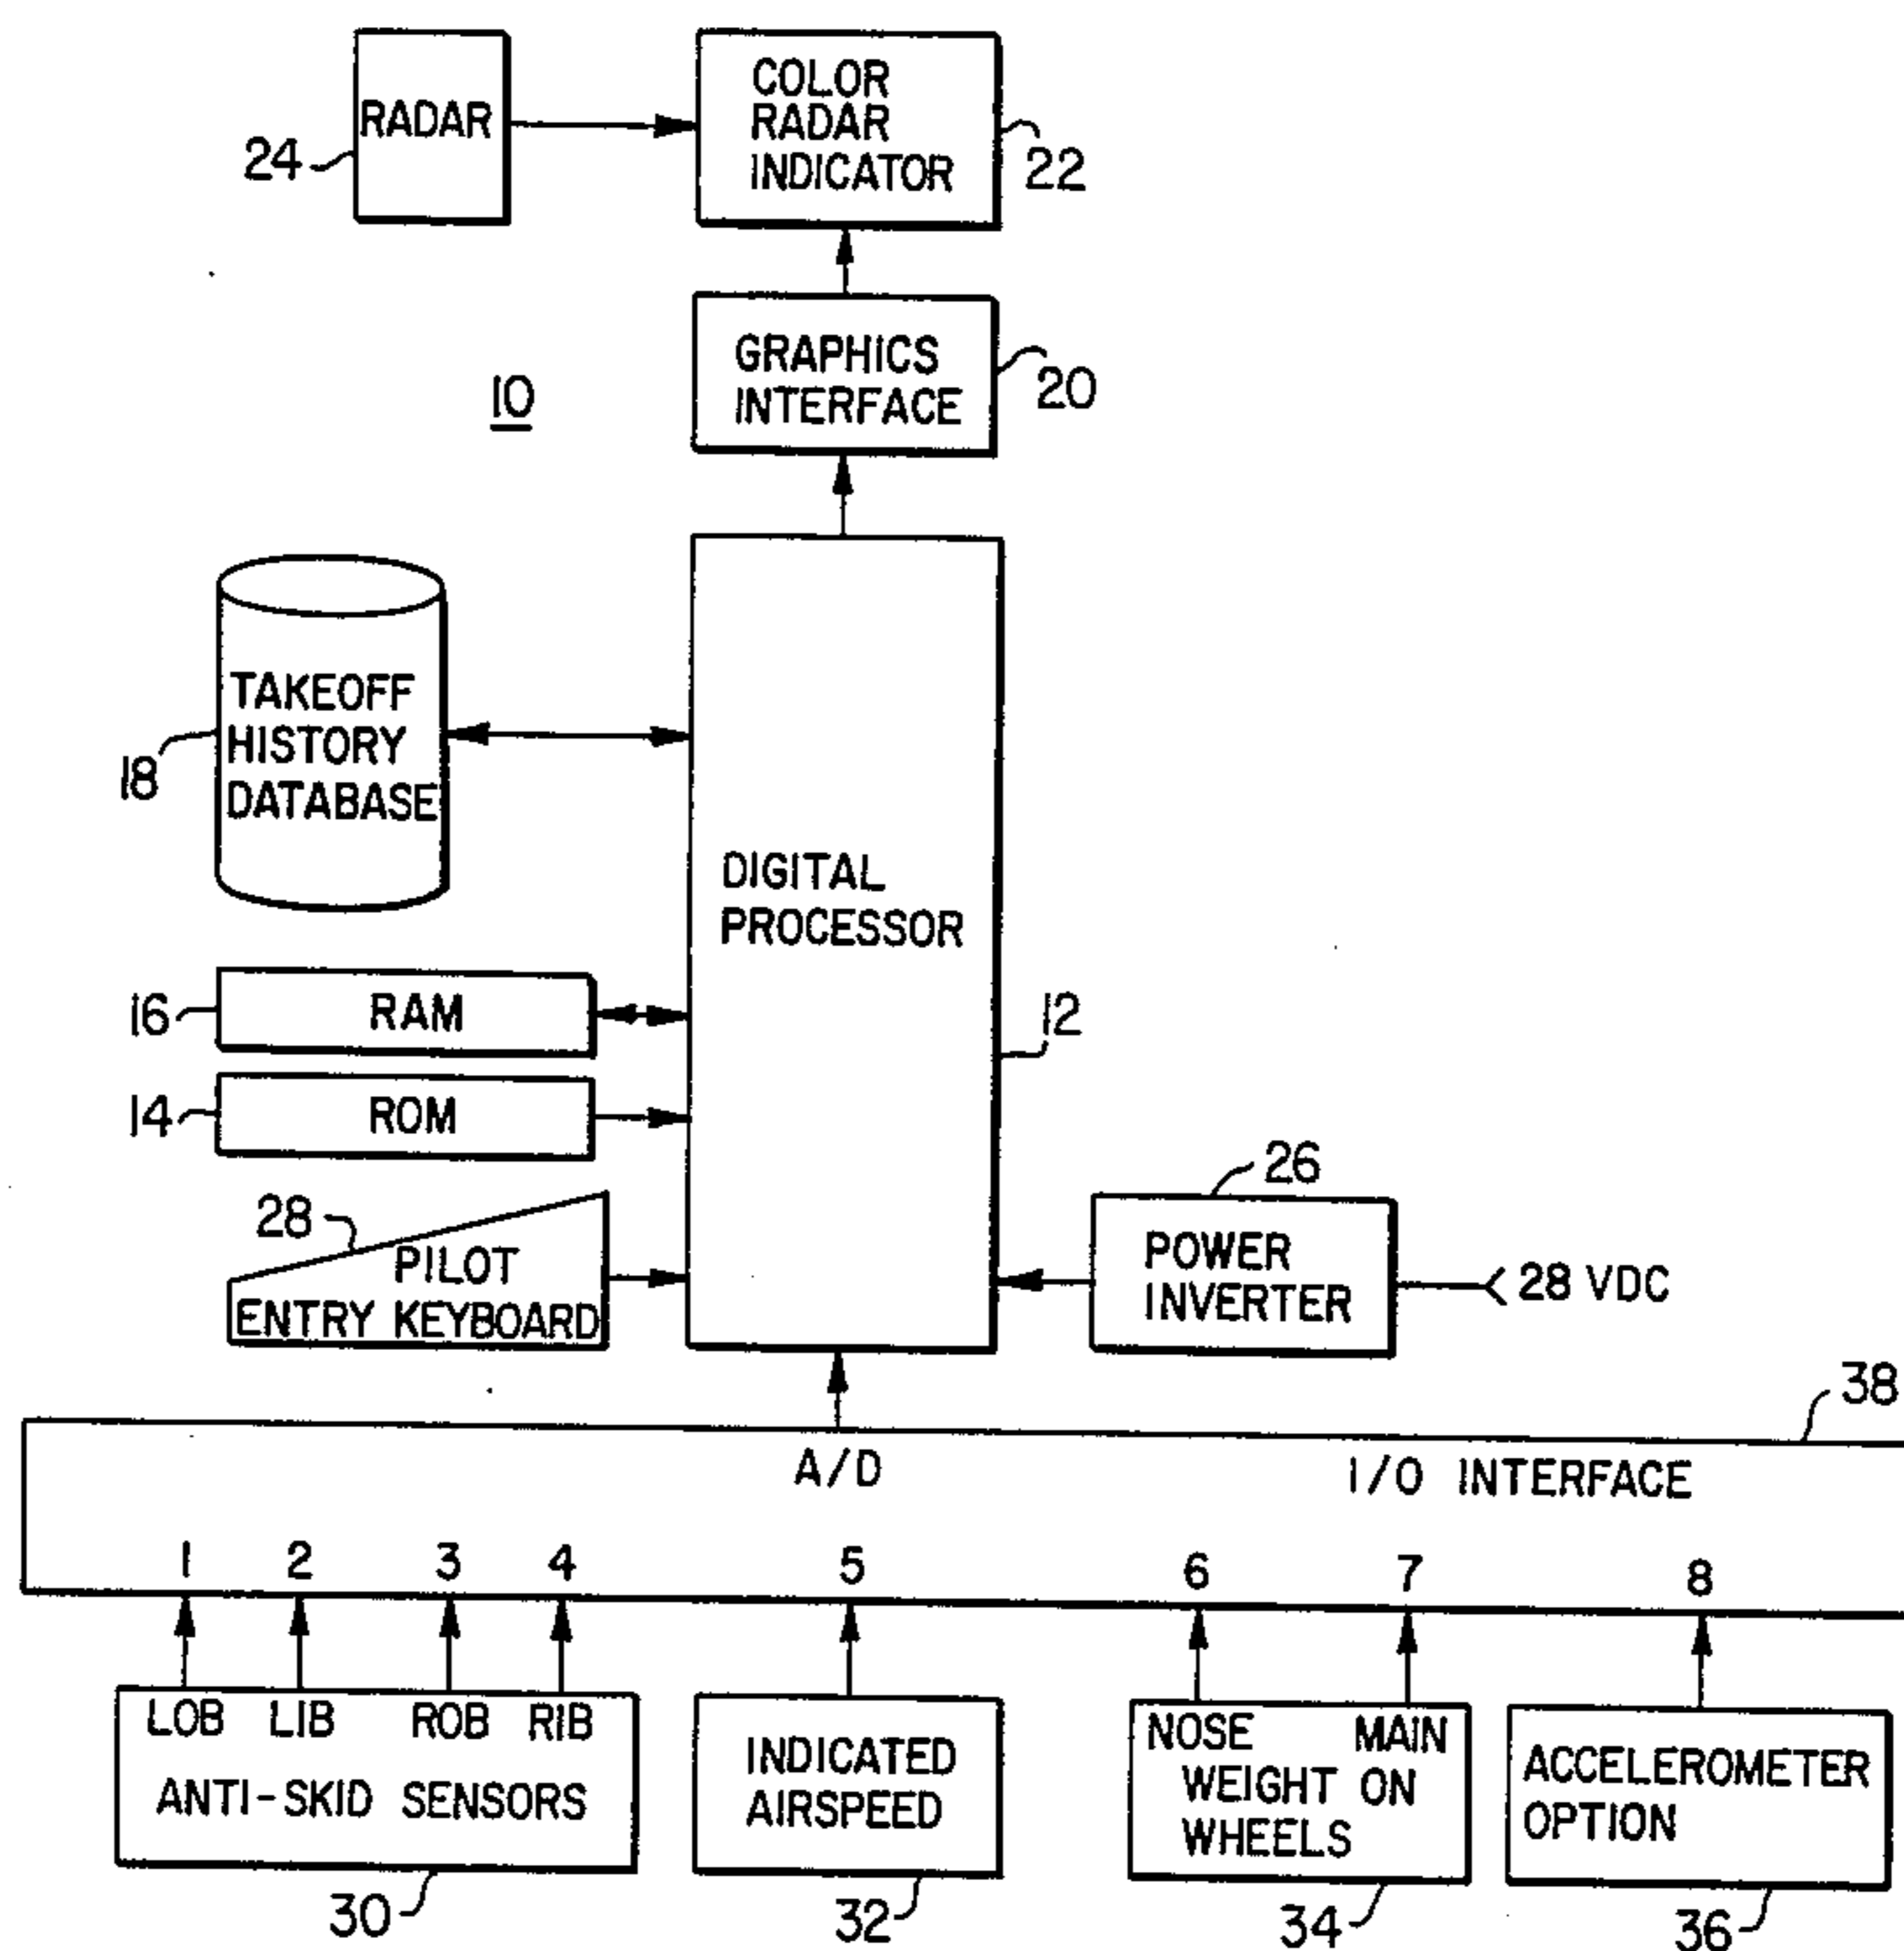 RADAR
24
COLOR
RADAR
INDICATOR
22
GRAPHICS
INTERFACE
20
10
TAKEOFF
HISTORY
DATABASE
18
DIGITAL
PROCESSOR
12
RAM
16
ROM
14
28
PILOT
ENTRY KEYBOARD
26
POWER
INVERTER
28 VDC
38
A/D
I/O INTERFACE
1 2 3 4 5 6 7 8
LOB LIB ROB RIB
ANTI-SKID SENSORS
30
INDICATED
AIRSPEED
32
NOSE MAIN
WEIGHT ON
WHEELS
34
ACCELEROMETER
OPTION
36